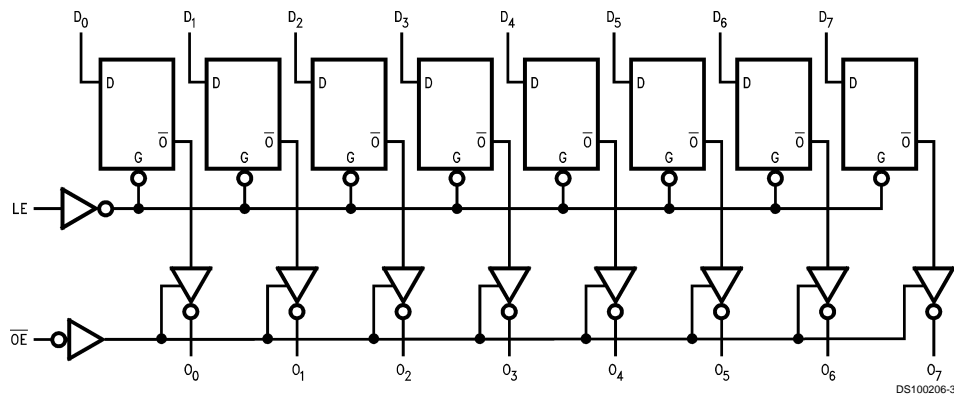 D0 D1 D2 D3 D4 D5 D6 D7
D D D D D D D D
O̅ O̅ O̅ O̅ O̅ O̅ O̅ O̅
G G G G G G G G
LE
O̅E̅
O0 O1 O2 O3 O4 O5 O6 O7
DS100206-3